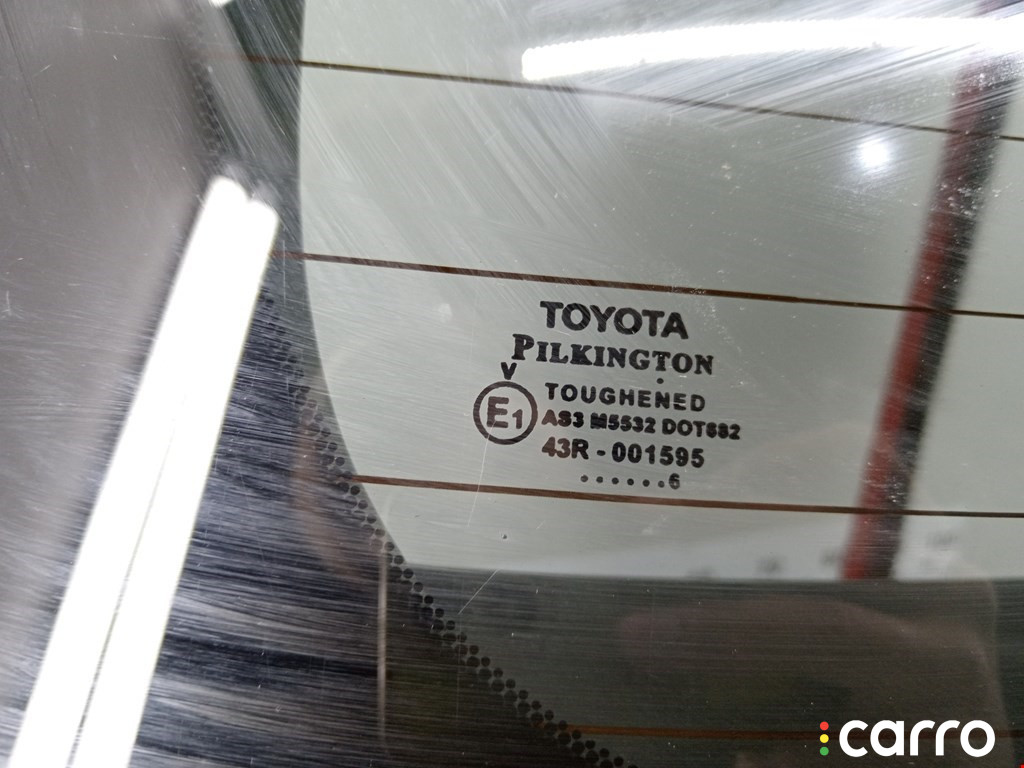 TOYOTA
PILKINGTON
V
TOUGHENED
E1
AS3 M5532 DOT682
43R - 001595
. . . . . . 6
carro